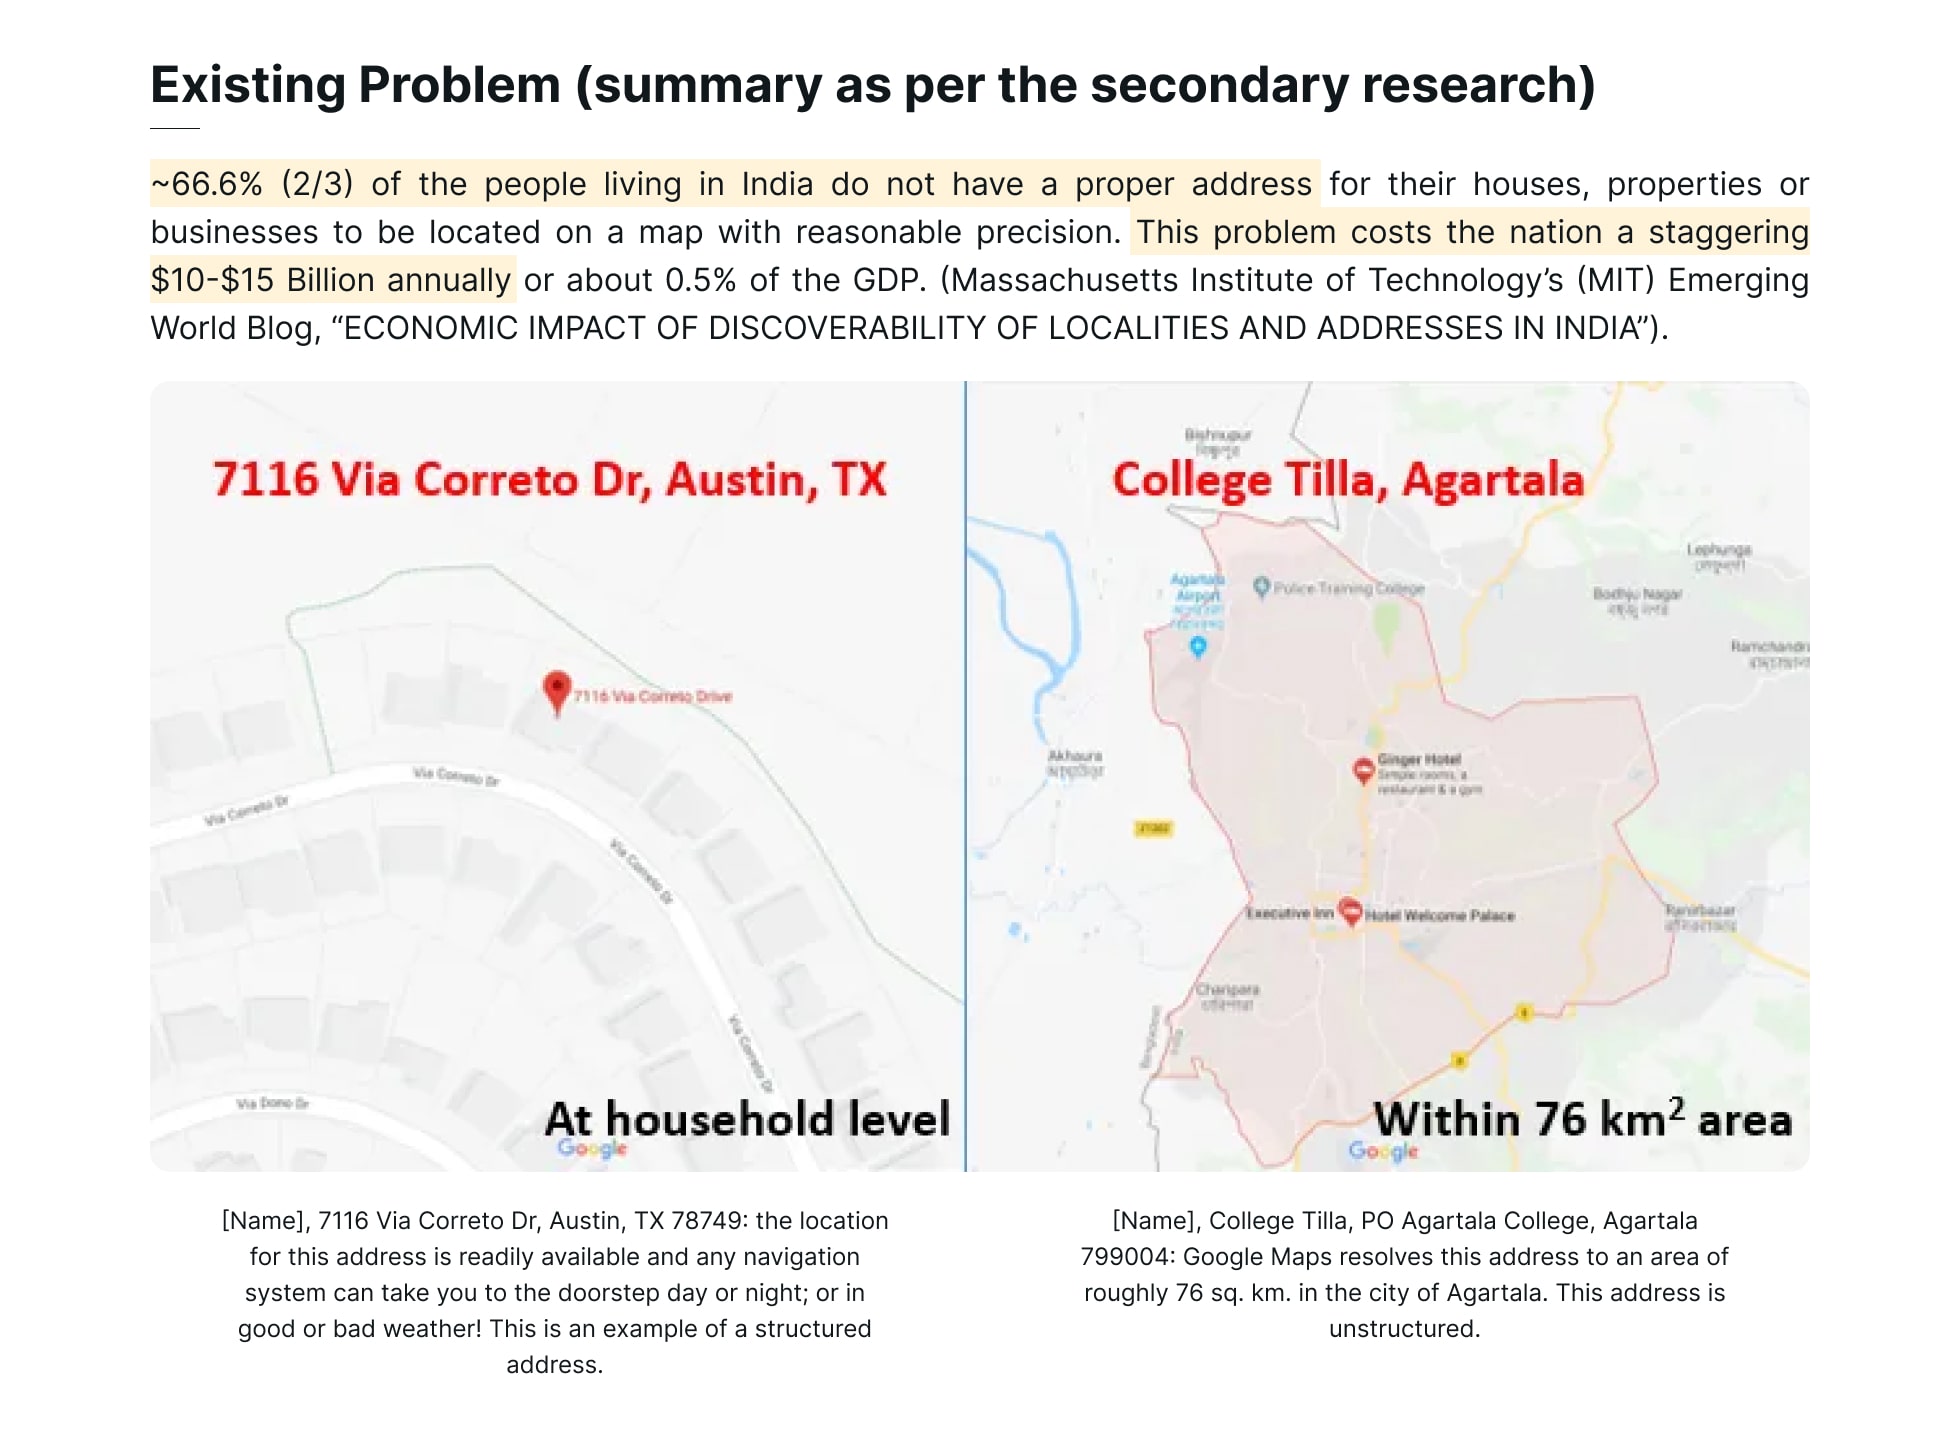 Existing Problem (summary as per the secondary research)
~66.6% (2/3) of the people living in India do not have a proper address for their houses, properties or
businesses to be located on a map with reasonable precision. This problem costs the nation a staggering
$10-$15 Billion annually or about 0.5% of the GDP. (Massachusetts Institute of Technology’s (MIT) Emerging
World Blog, “ECONOMIC IMPACT OF DISCOVERABILITY OF LOCALITIES AND ADDRESSES IN INDIA”).
7116 Via Correto Dr, Austin, TX
7116 Via Correto Drive
Via Correto Dr
Via Correto Dr
Via Correto Dr
Via Correto Dr
Via Dono Dr
At household level
Google
Bishnupur
College Tilla, Agartala
Lephunga
Agartala
Airport
Police Training College
Bodhju Nagar
Ramchandra
Akhaura
Ginger Hotel
Simple rooms, a
restaurant & a gym
Executive Inn
Hotel Welcome Palace
Ranirbazar
Charipara
8
8
Within 76 km² area
Google
[Name], 7116 Via Correto Dr, Austin, TX 78749: the location
for this address is readily available and any navigation
system can take you to the doorstep day or night; or in
good or bad weather! This is an example of a structured
address.
[Name], College Tilla, PO Agartala College, Agartala
799004: Google Maps resolves this address to an area of
roughly 76 sq. km. in the city of Agartala. This address is
unstructured.